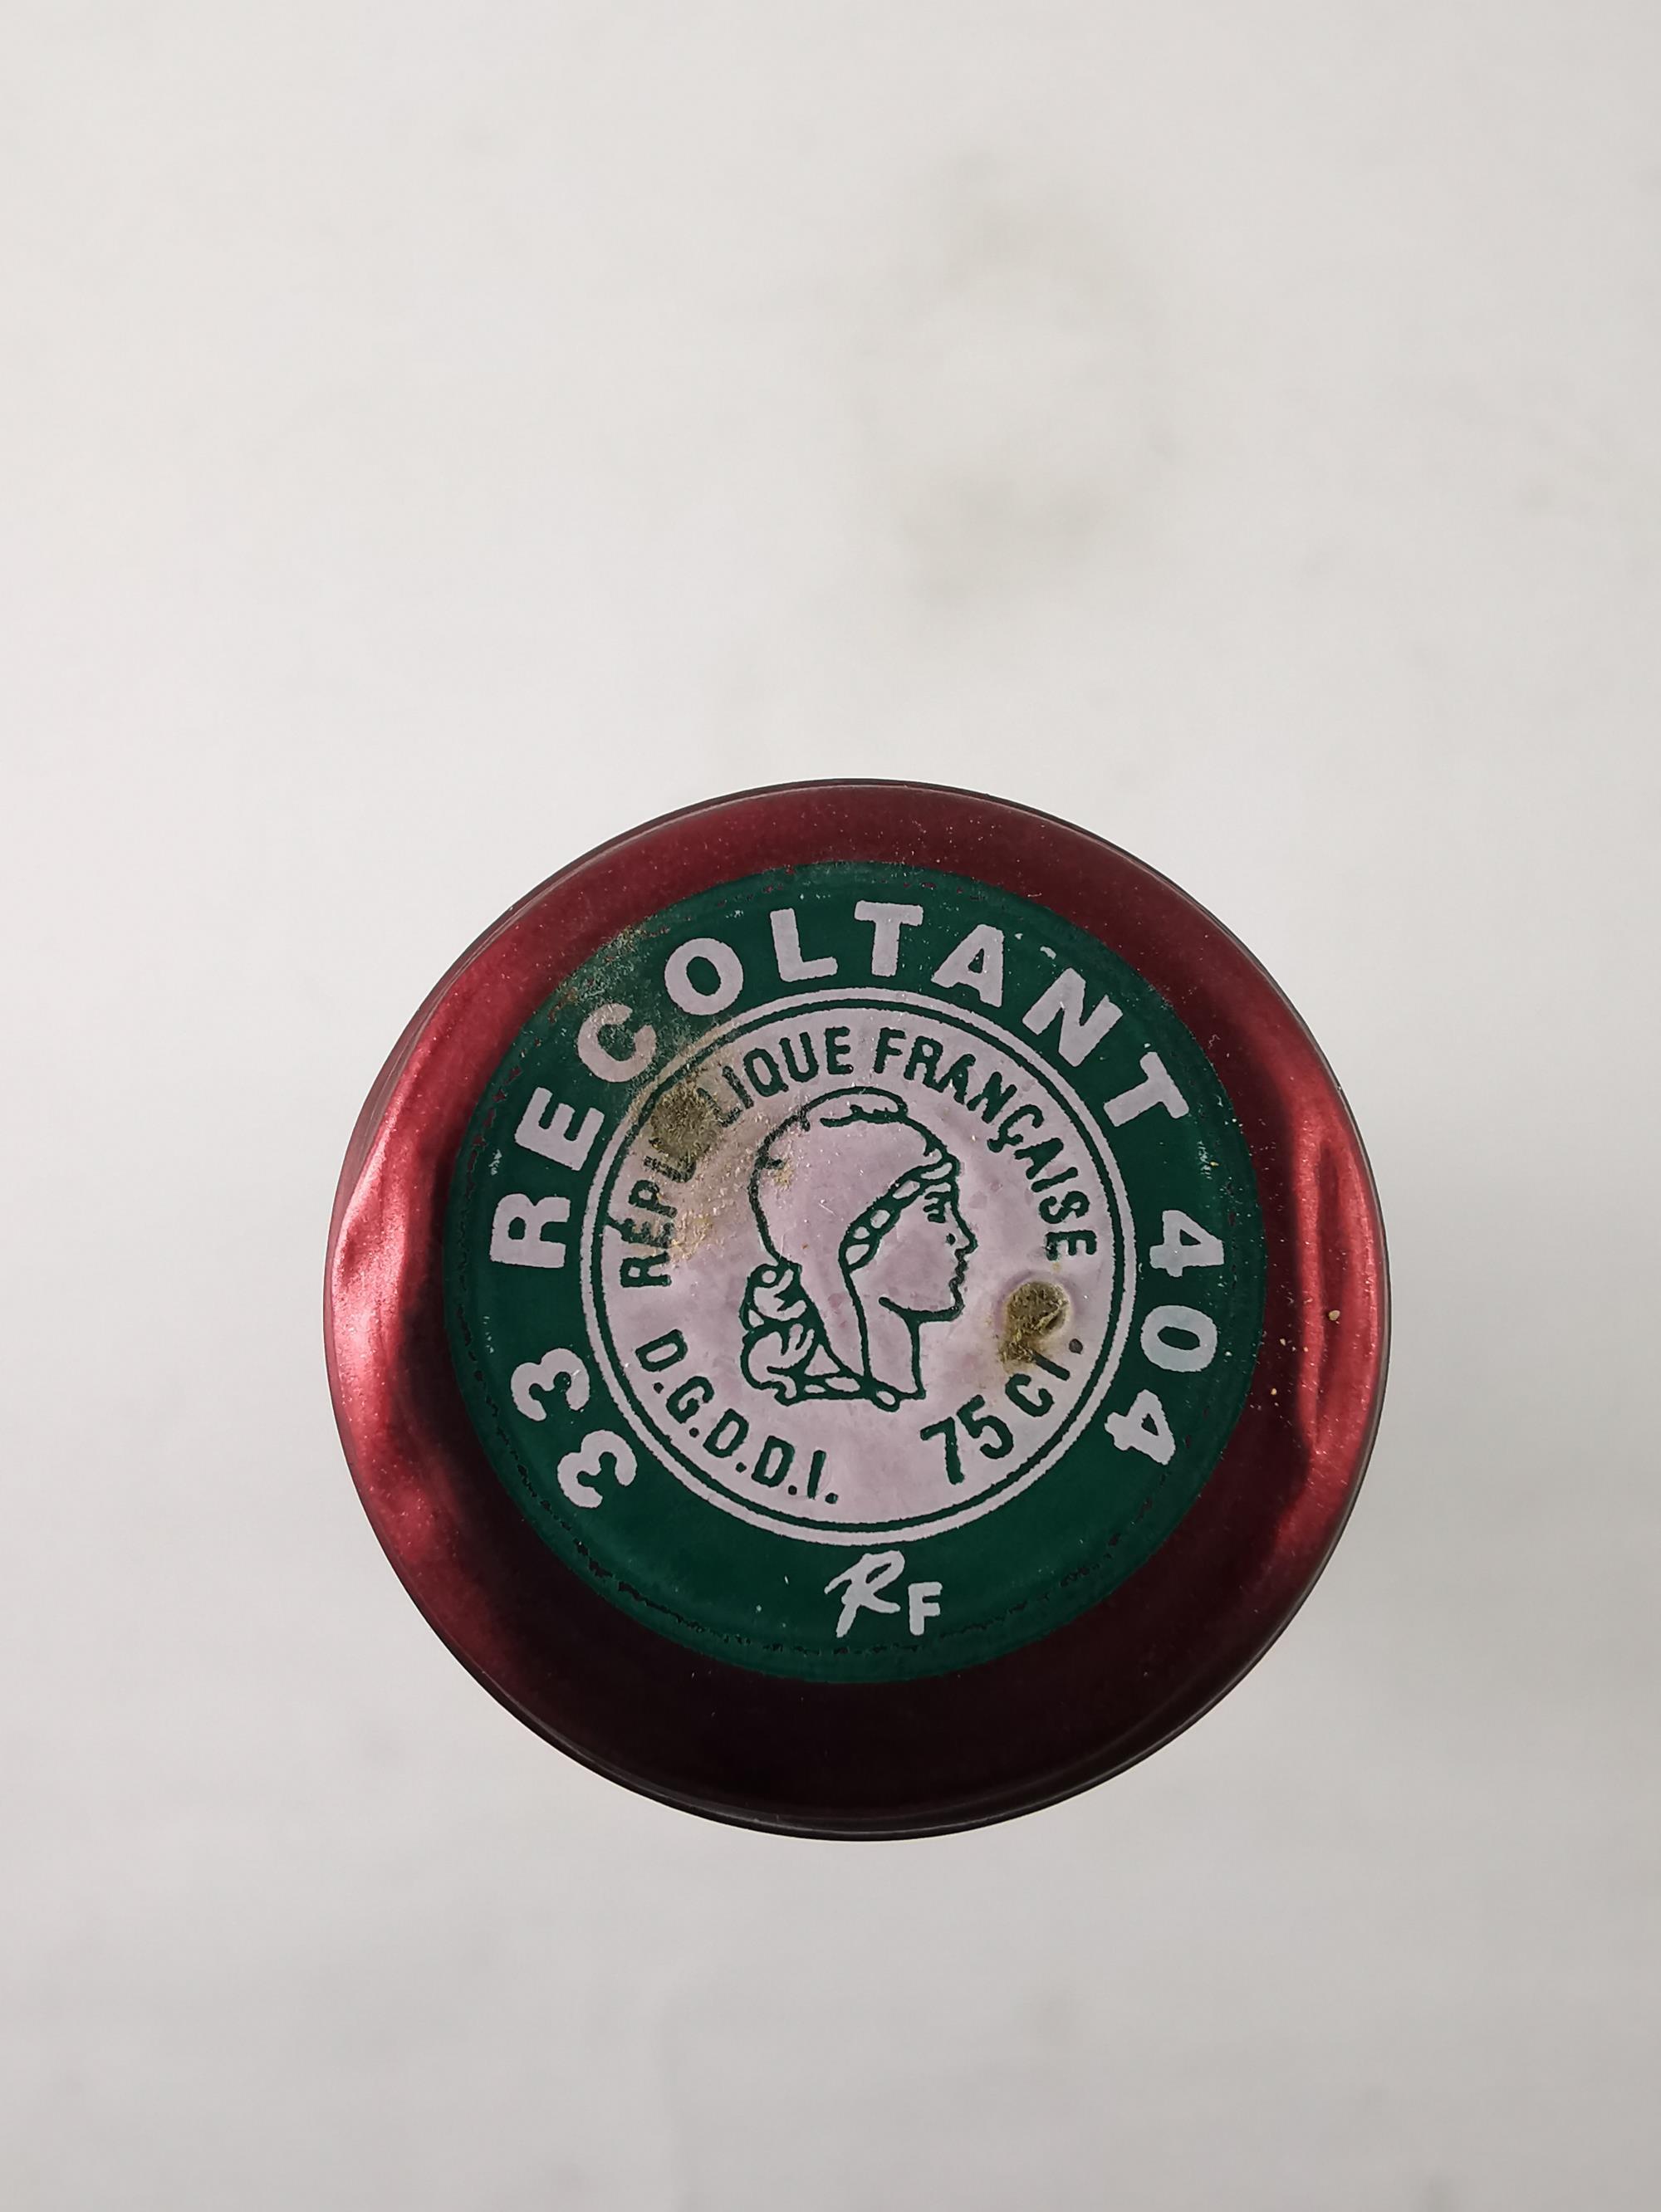 33 RECOLTANT 404
RÉPUBLIQUE FRANÇAISE
D.G.D.D.I. 75 Cl.
RF